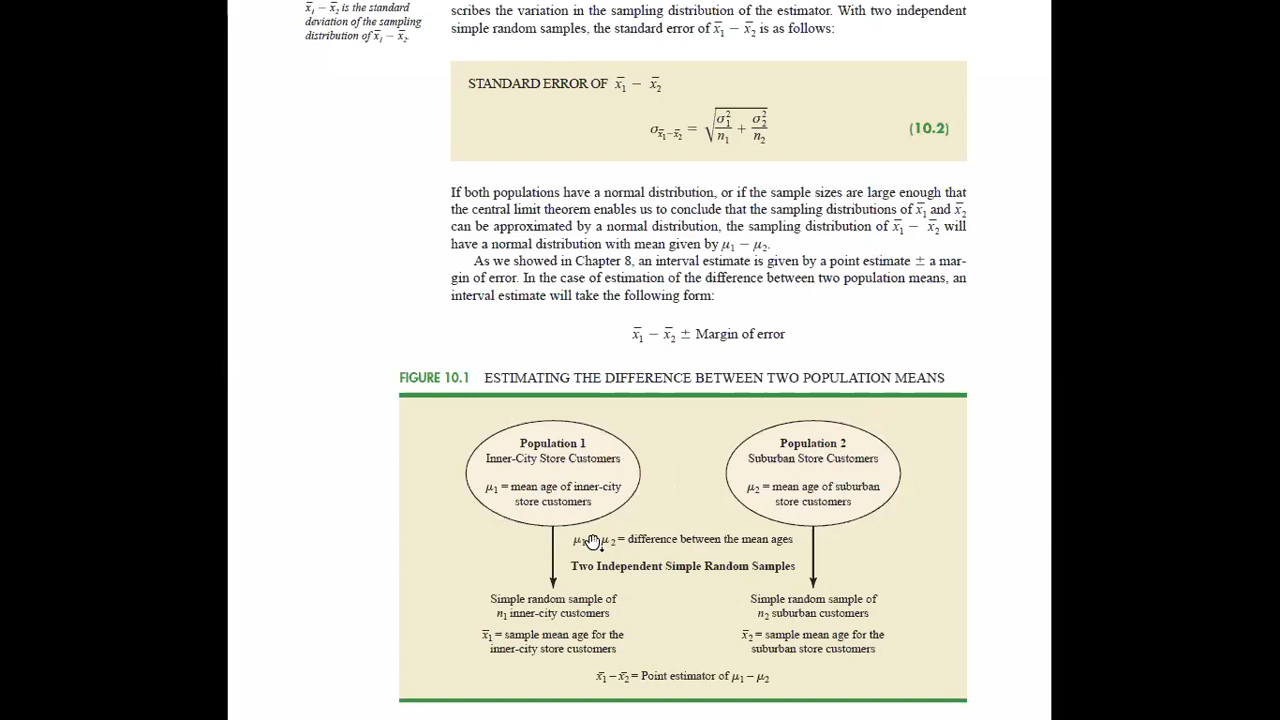 x̄₁ − x̄₂ is the standard
deviation of the sampling
distribution of x̄₁ − x̄₂.
scribes the variation in the sampling distribution of the estimator. With two independent
simple random samples, the standard error of x̄₁ − x̄₂ is as follows:
STANDARD ERROR OF x̄₁ − x̄₂
σx̄₁−x̄₂ = √(σ₁²/n₁ + σ₂²/n₂) (10.2)
If both populations have a normal distribution, or if the sample sizes are large enough that
the central limit theorem enables us to conclude that the sampling distributions of x̄₁ and x̄₂
can be approximated by a normal distribution, the sampling distribution of x̄₁ − x̄₂ will
have a normal distribution with mean given by μ₁ − μ₂.
As we showed in Chapter 8, an interval estimate is given by a point estimate ± a mar-
gin of error. In the case of estimation of the difference between two population means, an
interval estimate will take the following form:
x̄₁ − x̄₂ ± Margin of error
FIGURE 10.1 ESTIMATING THE DIFFERENCE BETWEEN TWO POPULATION MEANS
Population 1
Inner-City Store Customers
μ₁ = mean age of inner-city
store customers
Population 2
Suburban Store Customers
μ₂ = mean age of suburban
store customers
μ₁ μ₂ = difference between the mean ages
Two Independent Simple Random Samples
Simple random sample of
n₁ inner-city customers
x̄₁ = sample mean age for the
inner-city store customers
Simple random sample of
n₂ suburban customers
x̄₂ = sample mean age for the
suburban store customers
x̄₁ − x̄₂ = Point estimator of μ₁ − μ₂